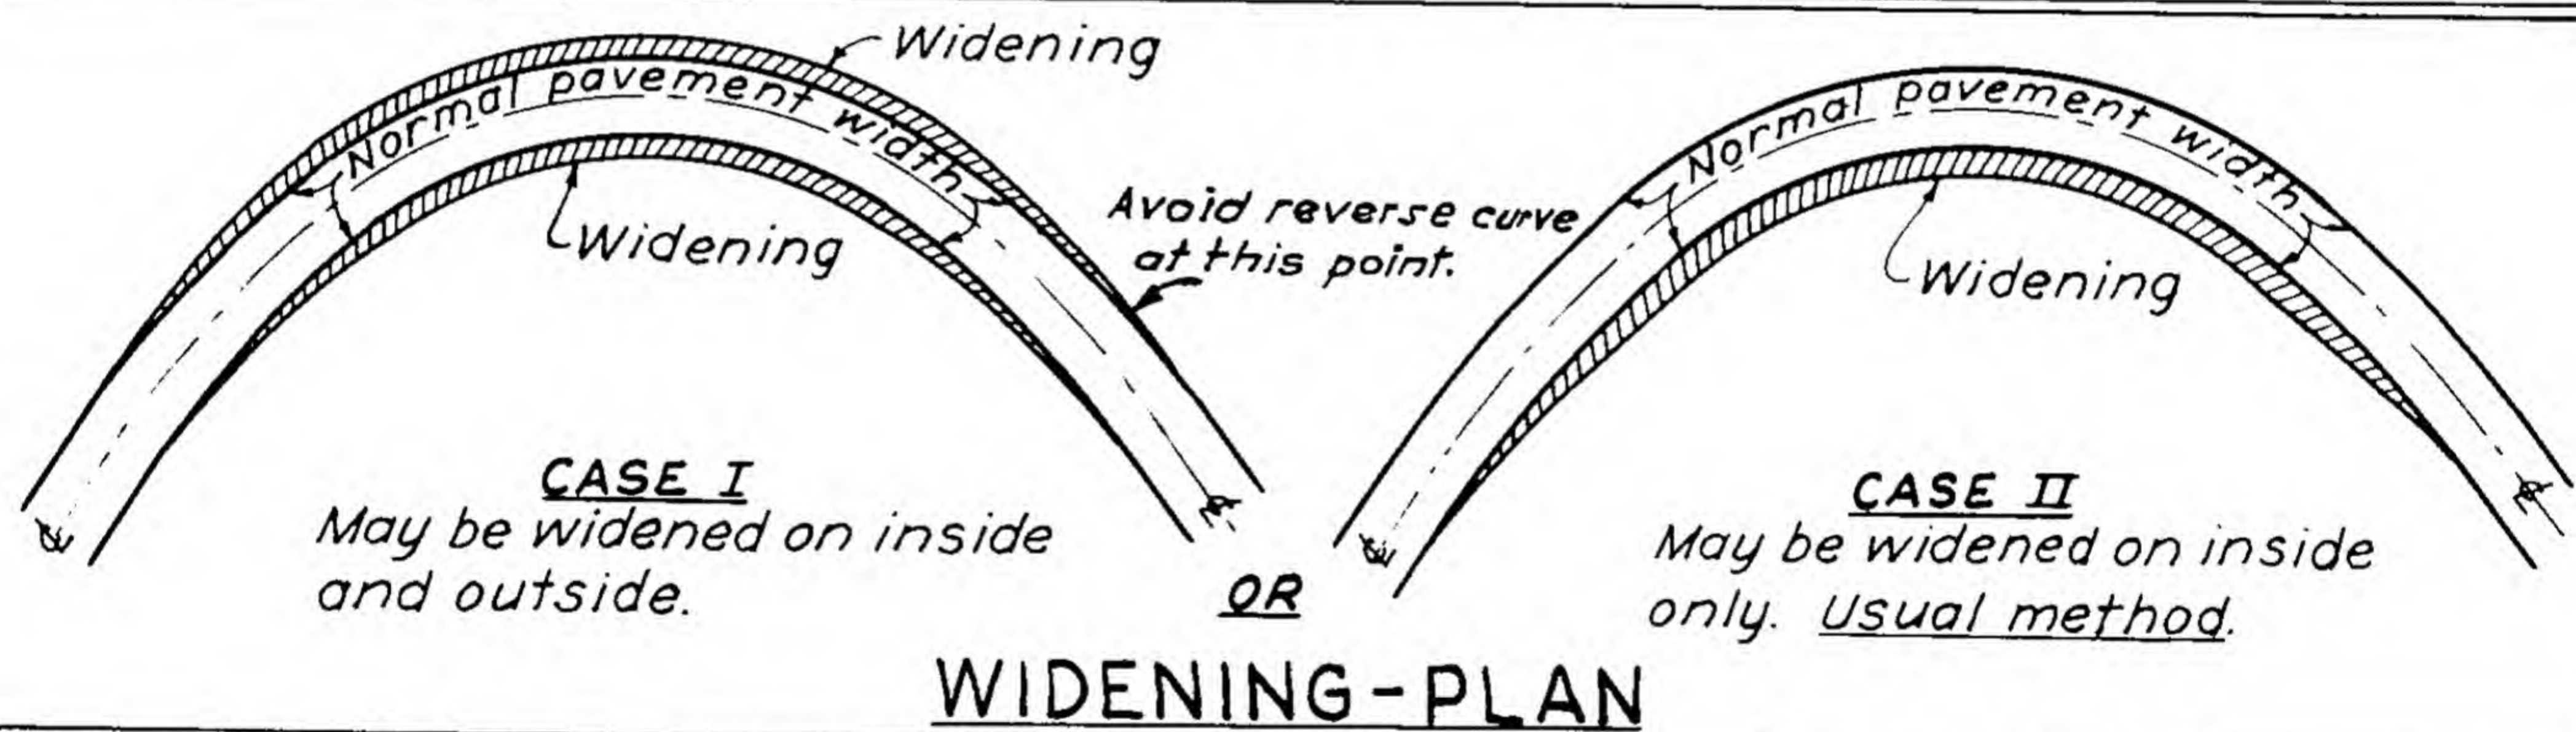 Widening
Normal pavement width
Widening
Avoid reverse curve
at this point.
CASE I
May be widened on inside
and outside.
℄
℄
OR
Normal pavement width
Widening
CASE II
May be widened on inside
only. Usual method.
℄
℄
WIDENING-PLAN